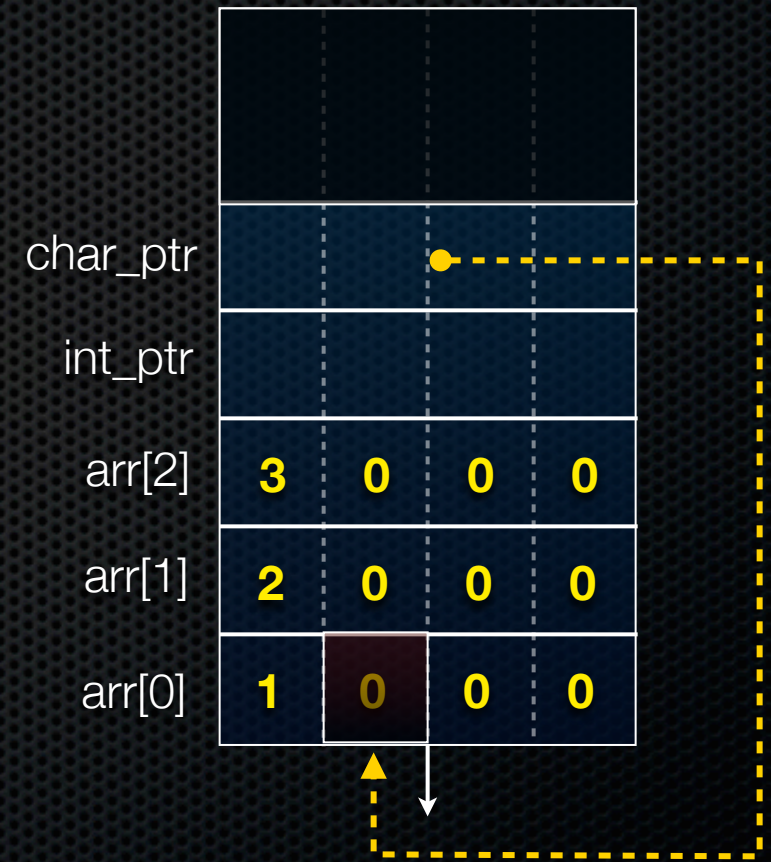 char_ptr
int_ptr
arr[2] 3 0 0 0
arr[1] 2 0 0 0
arr[0] 1 0 0 0